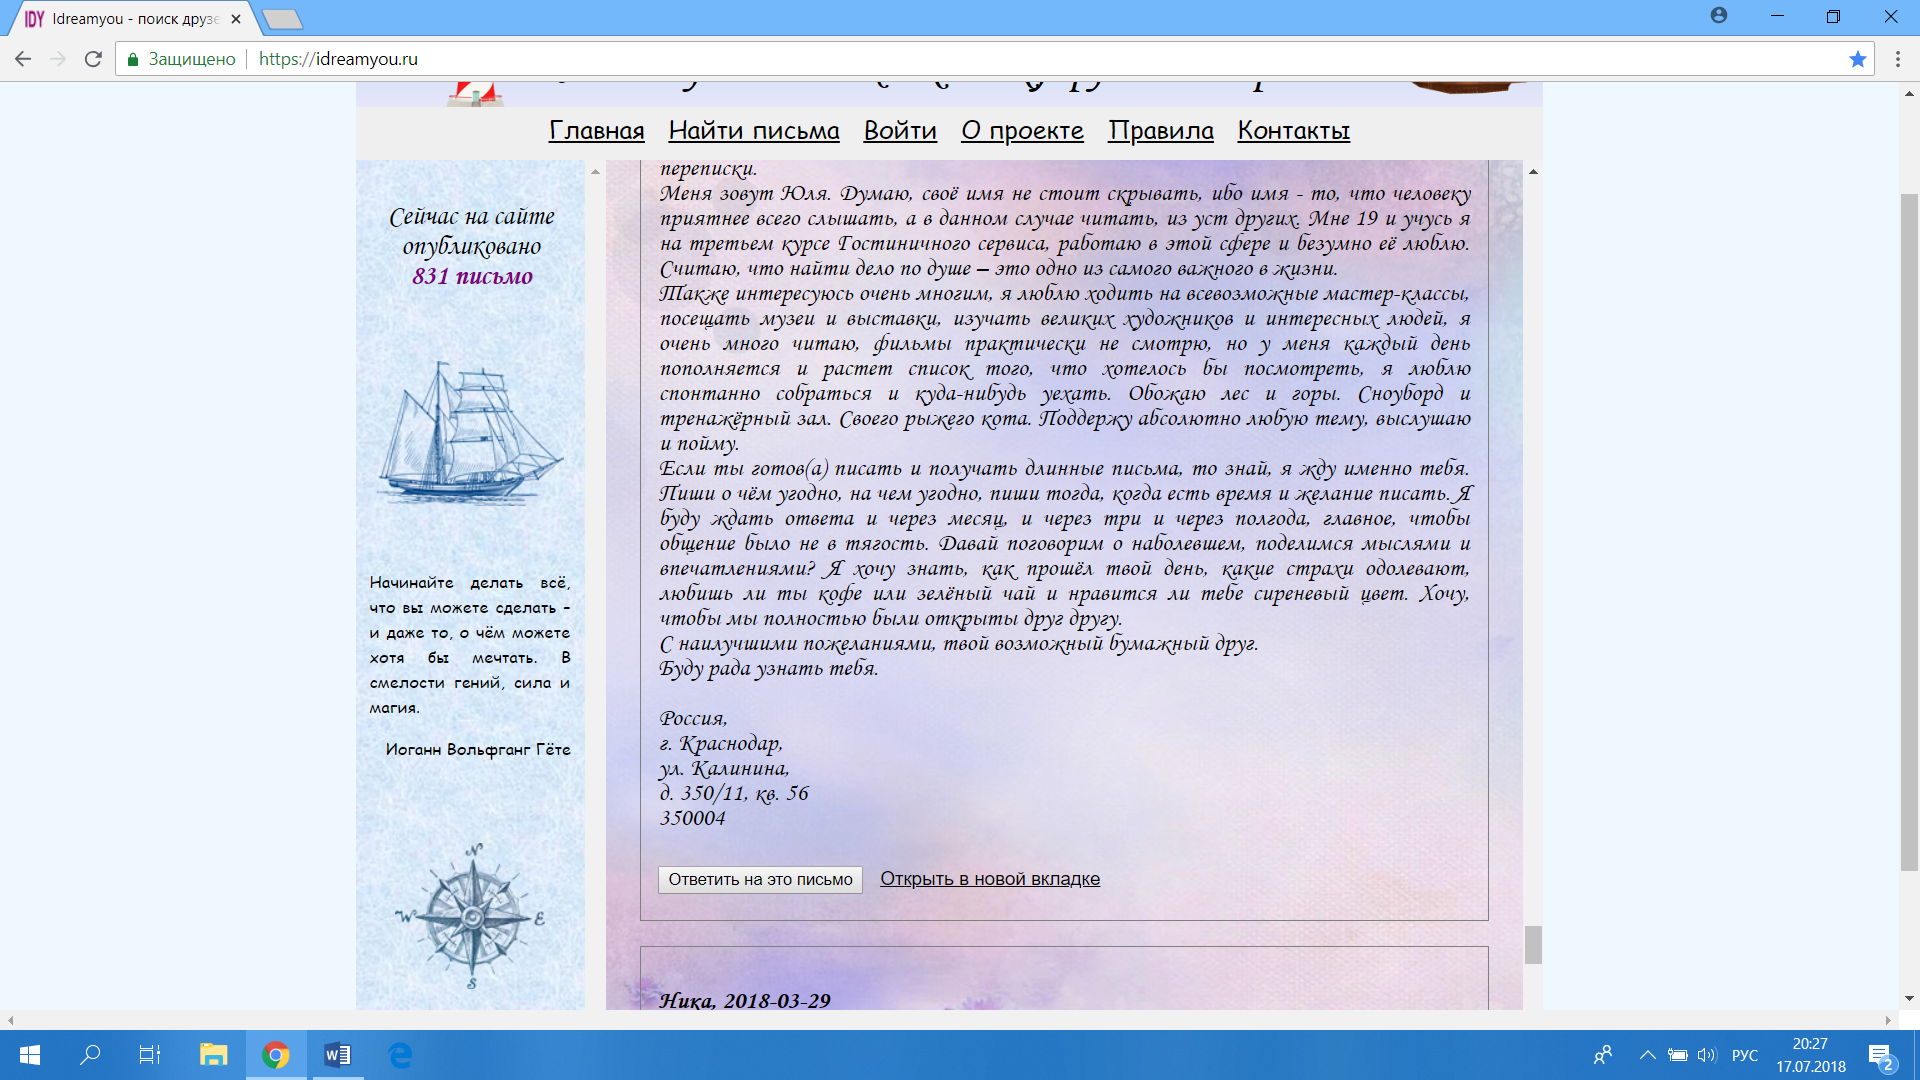 Idreamyou - поиск друзе
Защищено
https://idreamyou.ru
Главная Найти письма Войти О проекте Правила Контакты
Сейчас на сайте
опубликовано
831 письмо
Начинайте делать всё,
что вы можете сделать –
и даже то, о чём можете
хотя бы мечтать. В
смелости гений, сила и
магия.
Иоганн Вольфганг Гёте
N
W E
S
переписки.
Меня зовут Юля. Думаю, своё имя не стоит скрывать, ибо имя - то, что человеку
приятнее всего слышать, а в данном случае читать, из уст других. Мне 19 и учусь я
на третьем курсе Гостиничного сервиса, работаю в этой сфере и безумно её люблю.
Считаю, что найти дело по душе – это одно из самого важного в жизни.
Также интересуюсь очень многим, я люблю ходить на всевозможные мастер-классы,
посещать музеи и выставки, изучать великих художников и интересных людей, я
очень много читаю, фильмы практически не смотрю, но у меня каждый день
пополняется и растет список того, что хотелось бы посмотреть, я люблю
спонтанно собраться и куда-нибудь уехать. Обожаю лес и горы. Сноуборд и
тренажёрный зал. Своего рыжего кота. Поддержу абсолютно любую тему, выслушаю
и пойму.
Если ты готов(а) писать и получать длинные письма, то знай, я жду именно тебя.
Пиши о чём угодно, на чем угодно, пиши тогда, когда есть время и желание писать. Я
буду ждать ответа и через месяц, и через три и через полгода, главное, чтобы
общение было не в тягость. Давай поговорим о наболевшем, поделимся мыслями и
впечатлениями? Я хочу знать, как прошёл твой день, какие страхи одолевают,
любишь ли ты кофе или зелёный чай и нравится ли тебе сиреневый цвет. Хочу,
чтобы мы полностью были открыты друг другу.
С наилучшими пожеланиями, твой возможный бумажный друг.
Буду рада узнать тебя.
Россия,
г. Краснодар,
ул. Калинина,
д. 350/11, кв. 56
350004
Ответить на это письмо Открыть в новой вкладке
Ника, 2018-03-29
РУС
20:27
17.07.2018
2